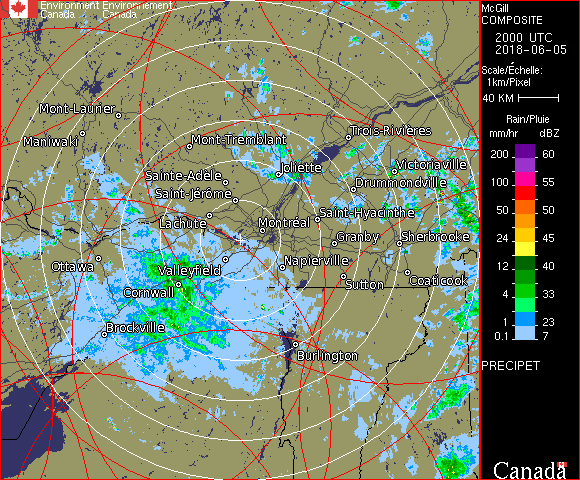 Environment Environnement
Canada Canada
McGill
COMPOSITE
2000 UTC
2018-06-05
Scale/Échelle:
1km/Pixel
40 KM
Rain/Pluie
mm/hr dBZ
200 60
100 55
50 50
24 45
12 40
4 33
1 23
0.1 7
PRECIPET
Canada
Mont-Laurier
Maniwaki
Mont-Tremblant
Trois-Rivières
Joliette
Victoriaville
Sainte-Adèle
Drummondville
Saint-Jérôme
Lachute
Saint-Hyacinthe
Montréal
Granby
Sherbrooke
Ottawa
Valleyfield
Napierville
Cornwall
Sutton
Coaticook
Brockville
Burlington